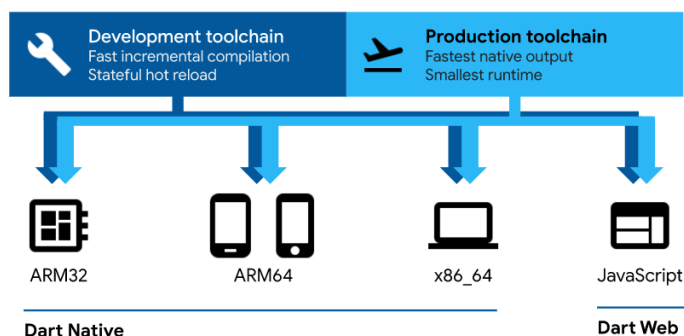 Development toolchain
Fast incremental compilation
Stateful hot reload
Production toolchain
Fastest native output
Smallest runtime
ARM32
ARM64
x86_64
JavaScript
Dart Native
Dart Web